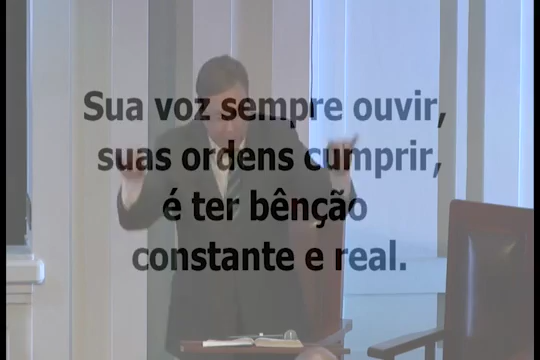 Sua voz sempre ouvir,
suas ordens cumprir,
é ter bênção
constante e real.